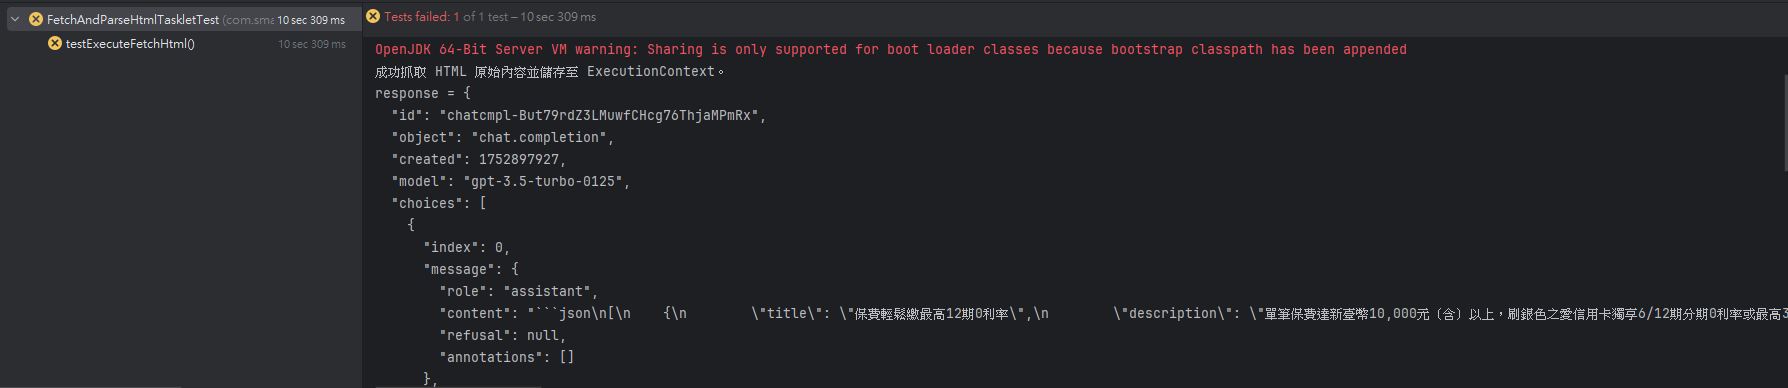 FetchAndParseHtmlTaskletTest (com.sma 10 sec 309 ms
testExecuteFetchHtml() 10 sec 309 ms
Tests failed: 1 of 1 test – 10 sec 309 ms
OpenJDK 64-Bit Server VM warning: Sharing is only supported for boot loader classes because bootstrap classpath has been appended
成功抓取 HTML 原始內容並儲存至 ExecutionContext。
response = {
"id": "chatcmpl-But79rdZ3LMuwfCHcg76ThjaMPmRx",
"object": "chat.completion",
"created": 1752897927,
"model": "gpt-3.5-turbo-0125",
"choices": [
{
"index": 0,
"message": {
"role": "assistant",
"content": "```json\n[\n    {\n        \"title\": \"保費輕鬆繳最高12期0利率\",\n        \"description\": \"單筆保費達新臺幣10,000元（含）以上，刷銀色之愛信用卡獨享6/12期分期0利率或最高3
"refusal": null,
"annotations": []
},